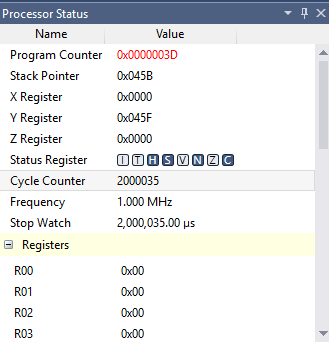 Processor Status
Name Value
Program Counter 0x0000003D
Stack Pointer 0x045B
X Register 0x0000
Y Register 0x045F
Z Register 0x0000
Status Register I T H S V N Z C
Cycle Counter 2000035
Frequency 1.000 MHz
Stop Watch 2,000,035.00 µs
Registers
R00 0x00
R01 0x00
R02 0x00
R03 0x00